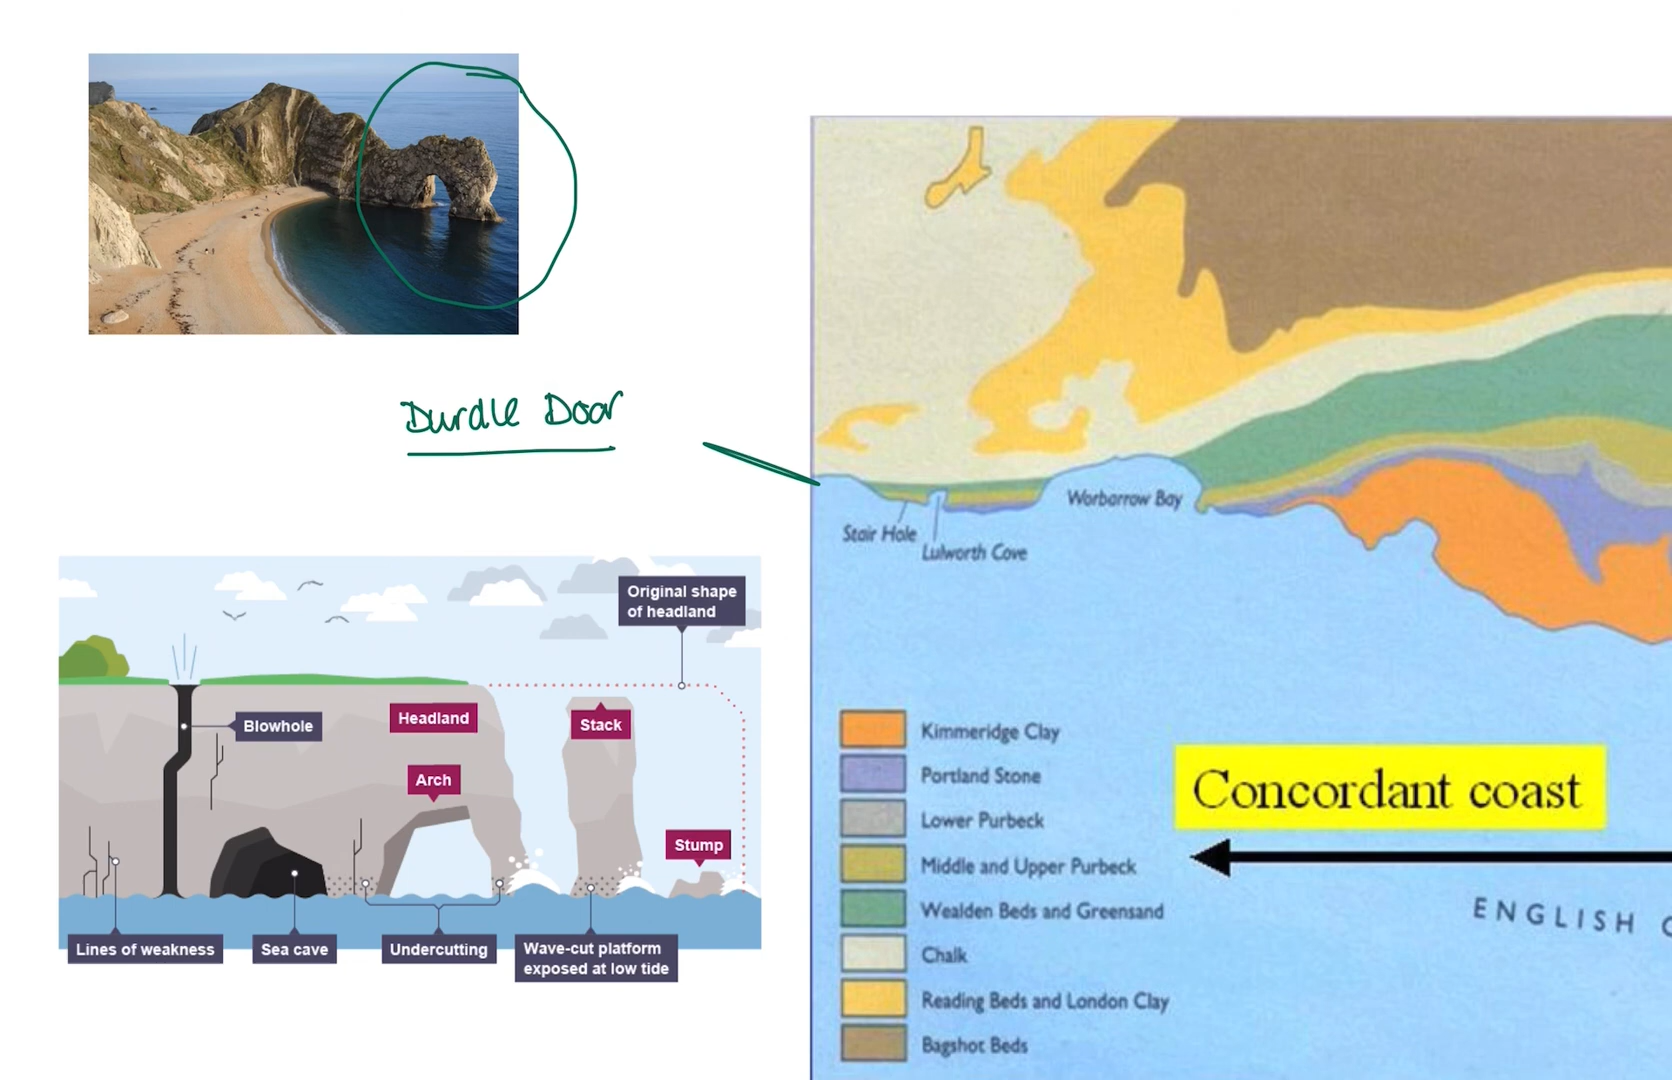 Durdle Door
Original shape
of headland
Blowhole
Headland
Stack
Arch
Stump
Lines of weakness
Sea cave
Undercutting
Wave-cut platform
exposed at low tide
Worbarrow Bay
Stair Hole
Lulworth Cove
Kimmeridge Clay
Portland Stone
Lower Purbeck
Middle and Upper Purbeck
Wealden Beds and Greensand
Chalk
Reading Beds and London Clay
Bagshot Beds
Concordant coast
ENGLISH C